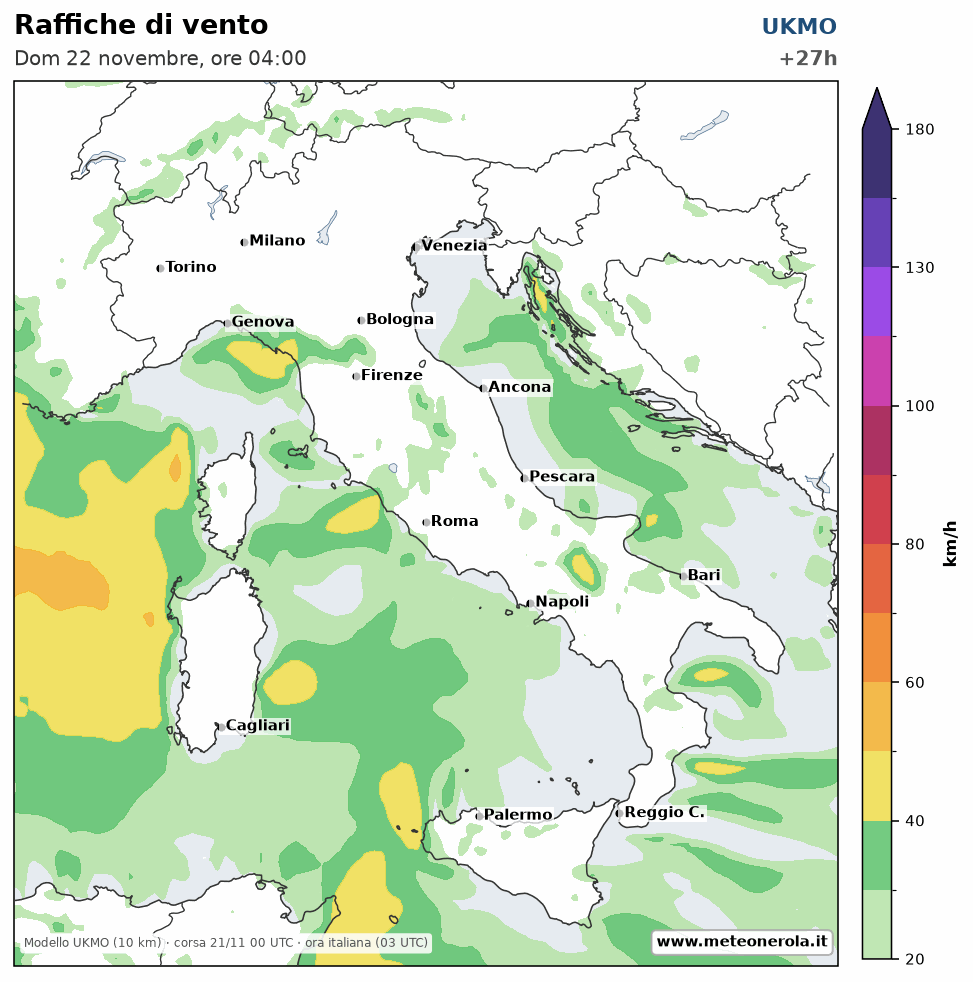 Raffiche di vento
UKMO
Dom 22 novembre, ore 04:00
+27h
180
130
100
80
60
40
20
km/h
Milano
Venezia
Torino
Genova
Bologna
Firenze
Ancona
Pescara
Roma
Bari
Napoli
Cagliari
Palermo
Reggio C.
Modello UKMO (10 km) · corsa 21/11 00 UTC · ora italiana (03 UTC)
www.meteonerola.it